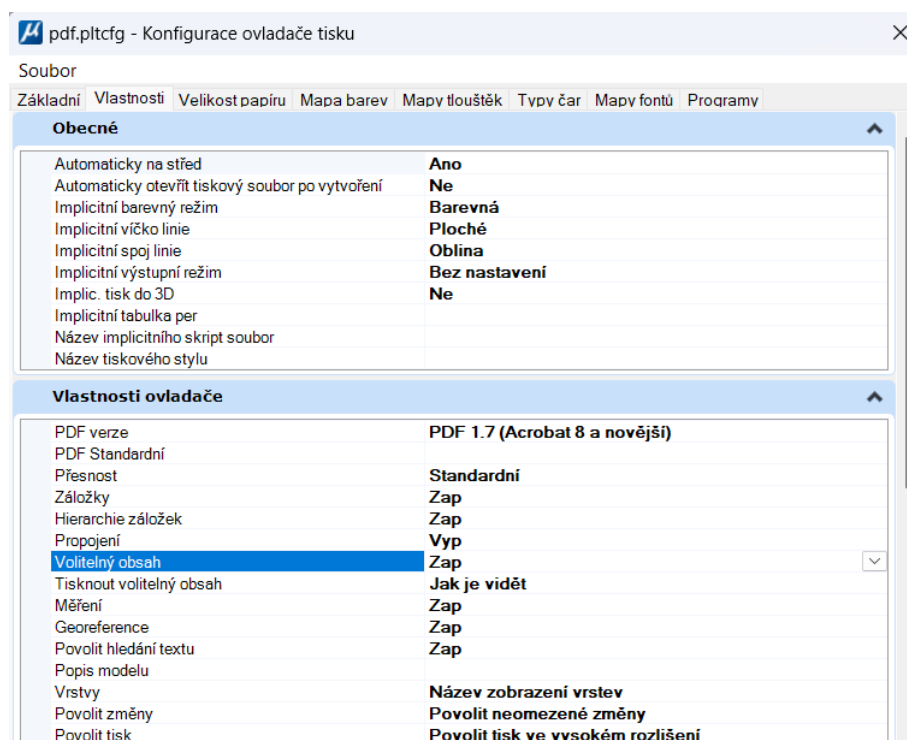 pdf.pltcfg - Konfigurace ovladače tisku
Soubor
Základní Vlastnosti Velikost papíru Mapa barev Mapy tlouštěk Typy čar Mapy fontů Programy
Obecné
Automaticky na střed Ano
Automaticky otevřít tiskový soubor po vytvoření Ne
Implicitní barevný režim Barevná
Implicitní víčko linie Ploché
Implicitní spoj linie Oblina
Implicitní výstupní režim Bez nastavení
Implic. tisk do 3D Ne
Implicitní tabulka per
Název implicitního skript soubor
Název tiskového stylu
Vlastnosti ovladače
PDF verze PDF 1.7 (Acrobat 8 a novější)
PDF Standardní
Přesnost Standardní
Záložky Zap
Hierarchie záložek Zap
Propojení Vyp
Volitelný obsah Zap
Tisknout volitelný obsah Jak je vidět
Měření Zap
Georeference Zap
Povolit hledání textu Zap
Popis modelu
Vrstvy Název zobrazení vrstev
Povolit změny Povolit neomezené změny
Povolit tisk Povolit tisk ve vysokém rozlišení